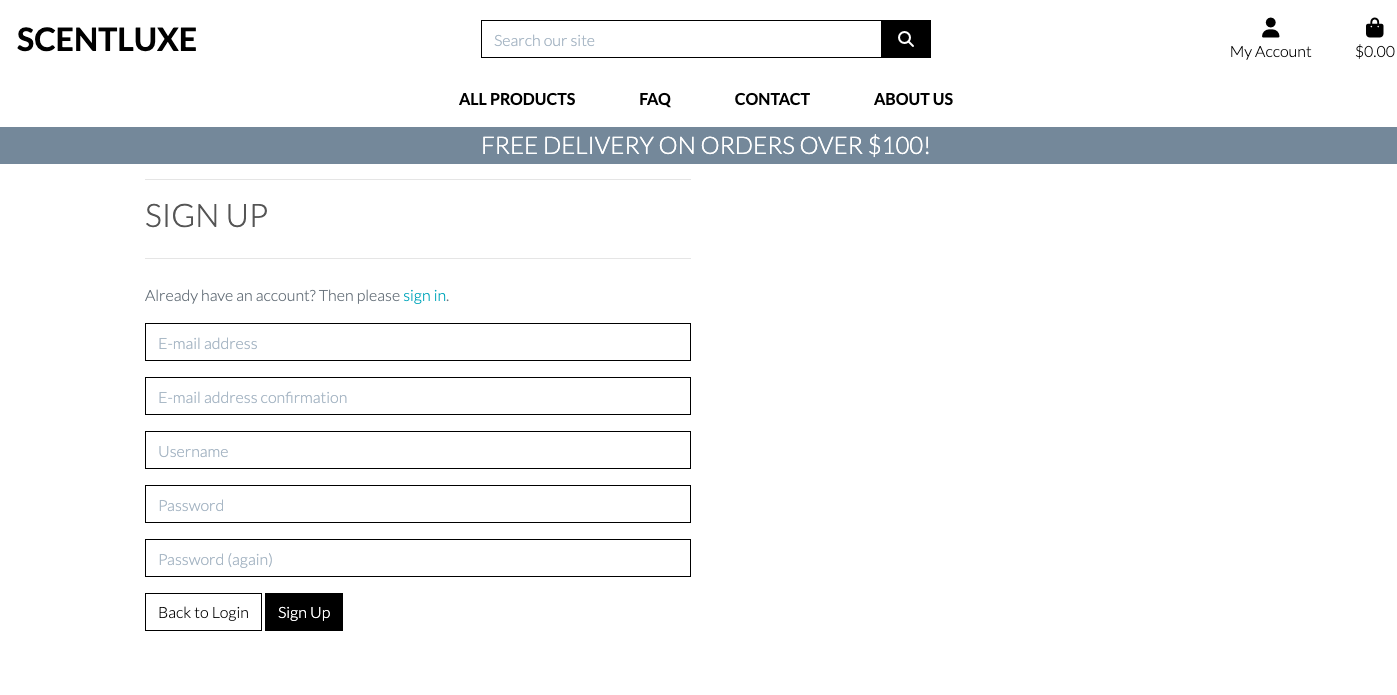 SCENTLUXE
Search our site
My Account
$0.00
ALL PRODUCTS FAQ CONTACT ABOUT US
FREE DELIVERY ON ORDERS OVER $100!
SIGN UP
Already have an account? Then please sign in.
E-mail address
E-mail address confirmation
Username
Password
Password (again)
Back to Login Sign Up